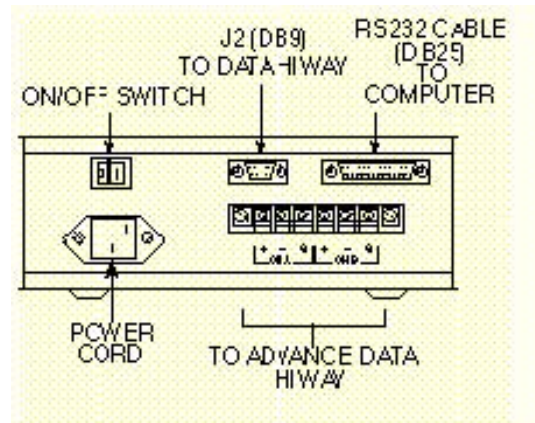 J2 (DB9)
TO DATA HIWAY
RS232 CABLE
(DB25)
TO
COMPUTER
ON/OFF SWITCH
POWER
CORD
TO ADVANCE DATA
HIWAY